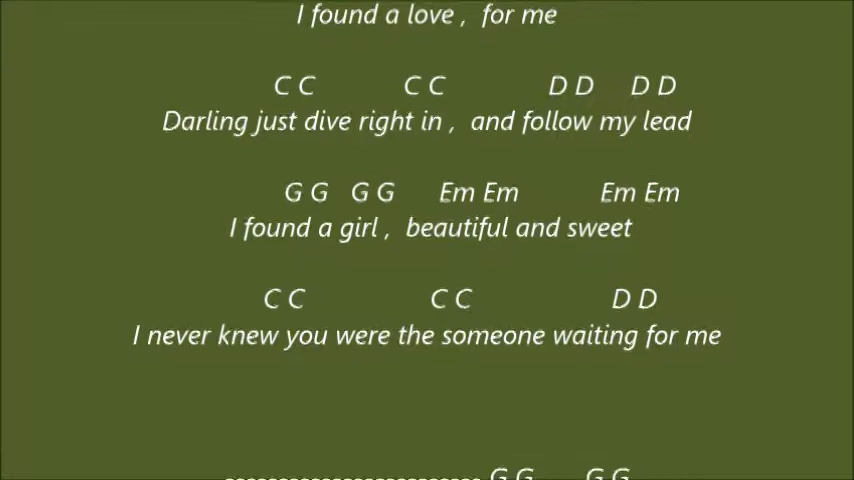 I found a love ,  for me
C C C C D D D D
Darling just dive right in ,  and follow my lead
G G G G Em Em Em Em
I found a girl ,  beautiful and sweet
C C C C D D
I never knew you were the someone waiting for me
G G G G